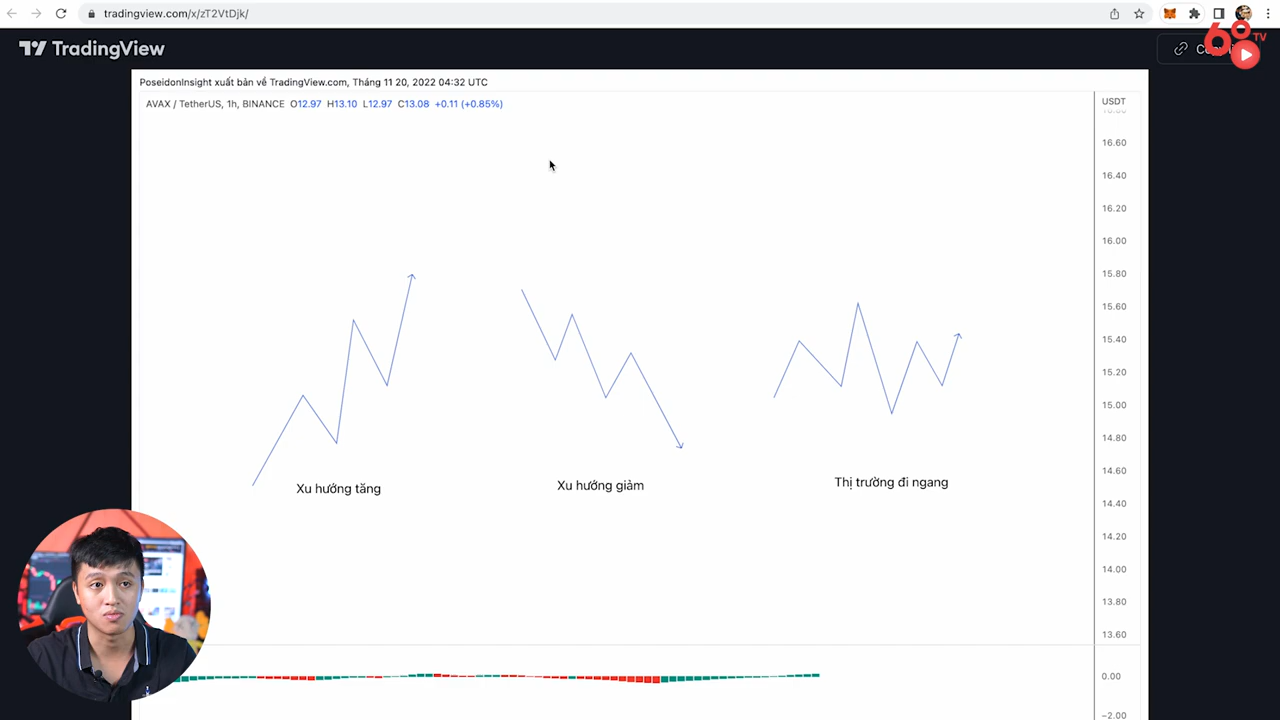 tradingview.com/x/zT2VtDjk/
TradingView
68
TV
PoseidonInsight xuất bản về TradingView.com, Tháng 11 20, 2022 04:32 UTC
AVAX / TetherUS, 1h, BINANCE O12.97 H13.10 L12.97 C13.08 +0.11 (+0.85%)
USDT
16.60
16.40
16.20
16.00
15.80
15.60
15.40
15.20
15.00
14.80
14.60
14.40
14.20
14.00
13.80
13.60
Xu hướng tăng
Xu hướng giảm
Thị trường đi ngang
0.00
−2.00